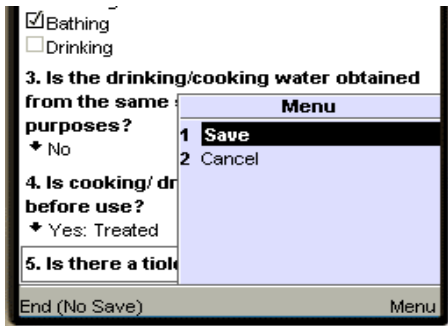 Bathing
Drinking
3. Is the drinking/cooking water obtained
from the same
purposes?
No
4. Is cooking/ dr
before use?
Yes: Treated
5. Is there a tiol
Menu
1 Save
2 Cancel
End (No Save)
Menu